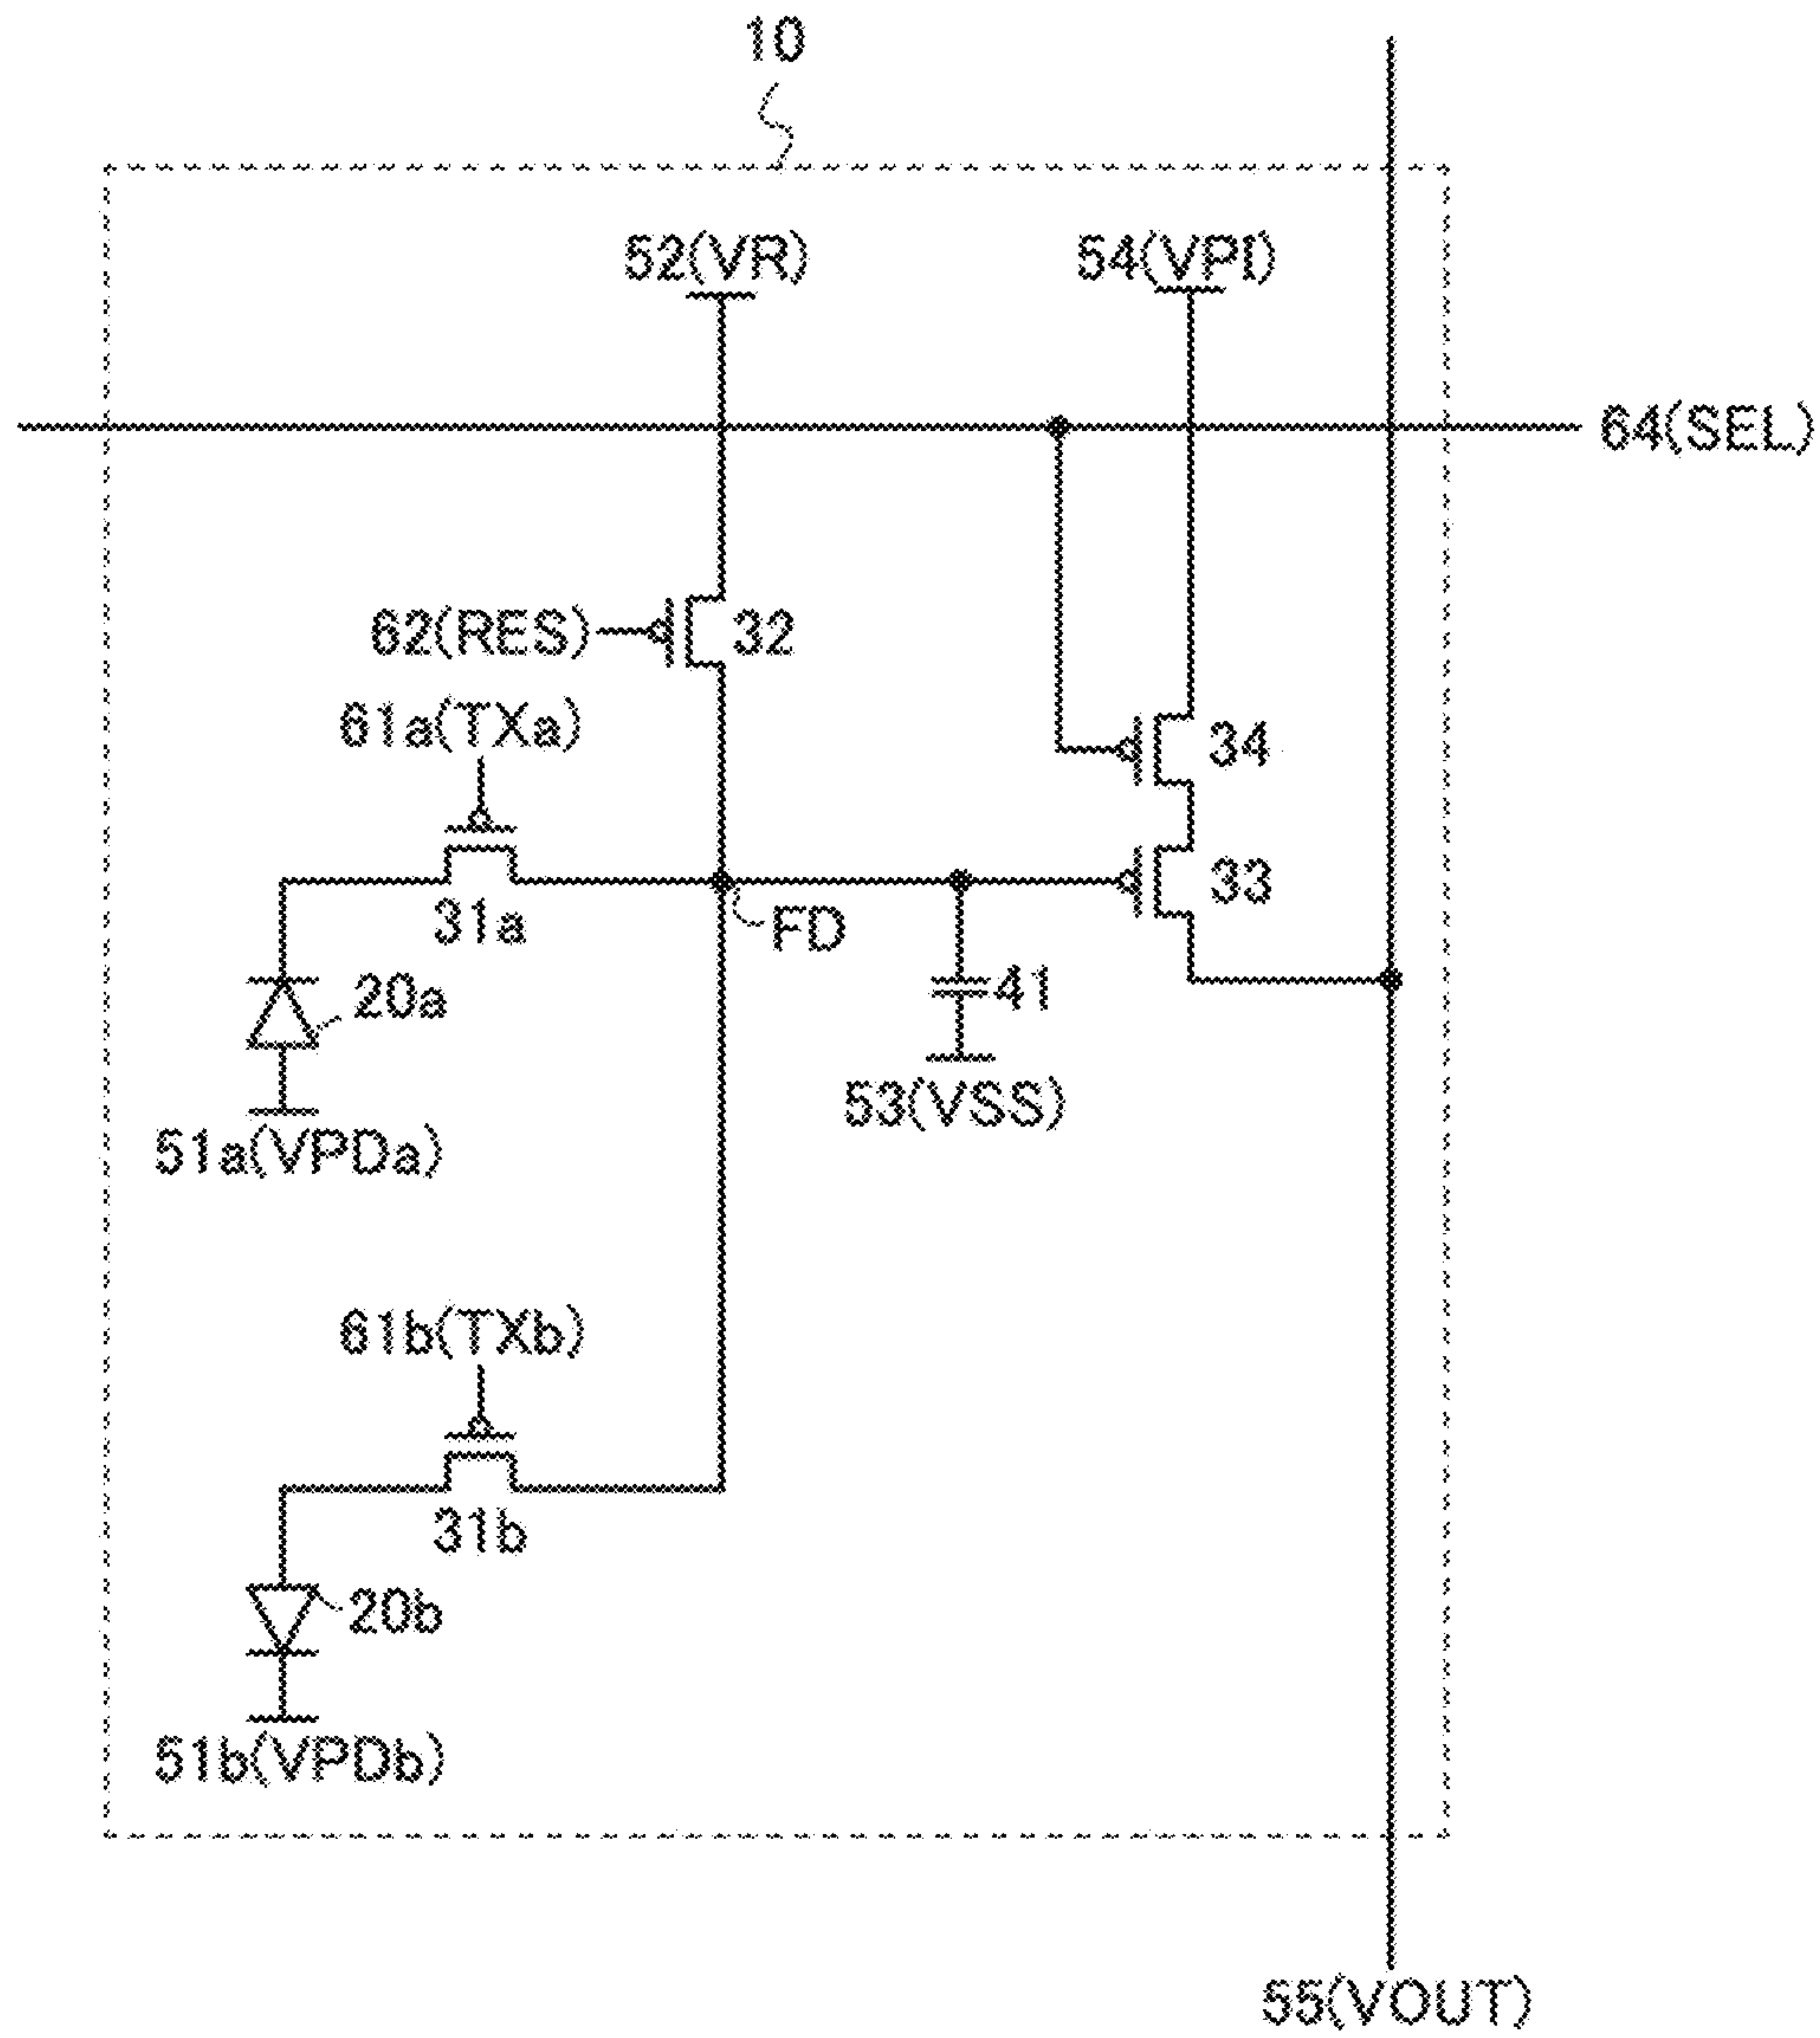 10
52(VR)
54(VPI)
64(SEL)
62(RES)
32
61a(TXa)
34
33
31a
FD
20a
41
53(VSS)
51a(VPDa)
61b(TXb)
31b
20b
51b(VPDb)
55(VOUT)